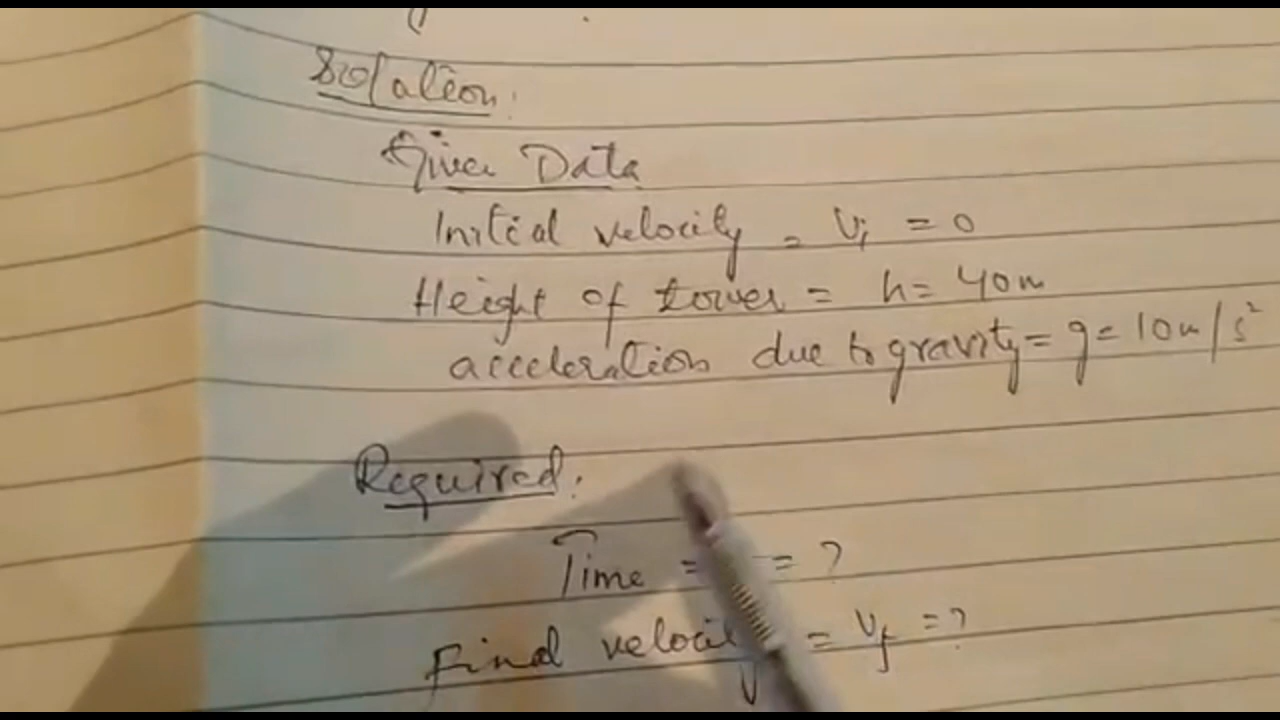 Solution:
Given Data
Initial velocity = Vi = 0
Height of tower = h = 40m
acceleration due to gravity = g = 10m/s²
Required:
Time = = ?
Final velocity = Vf = ?